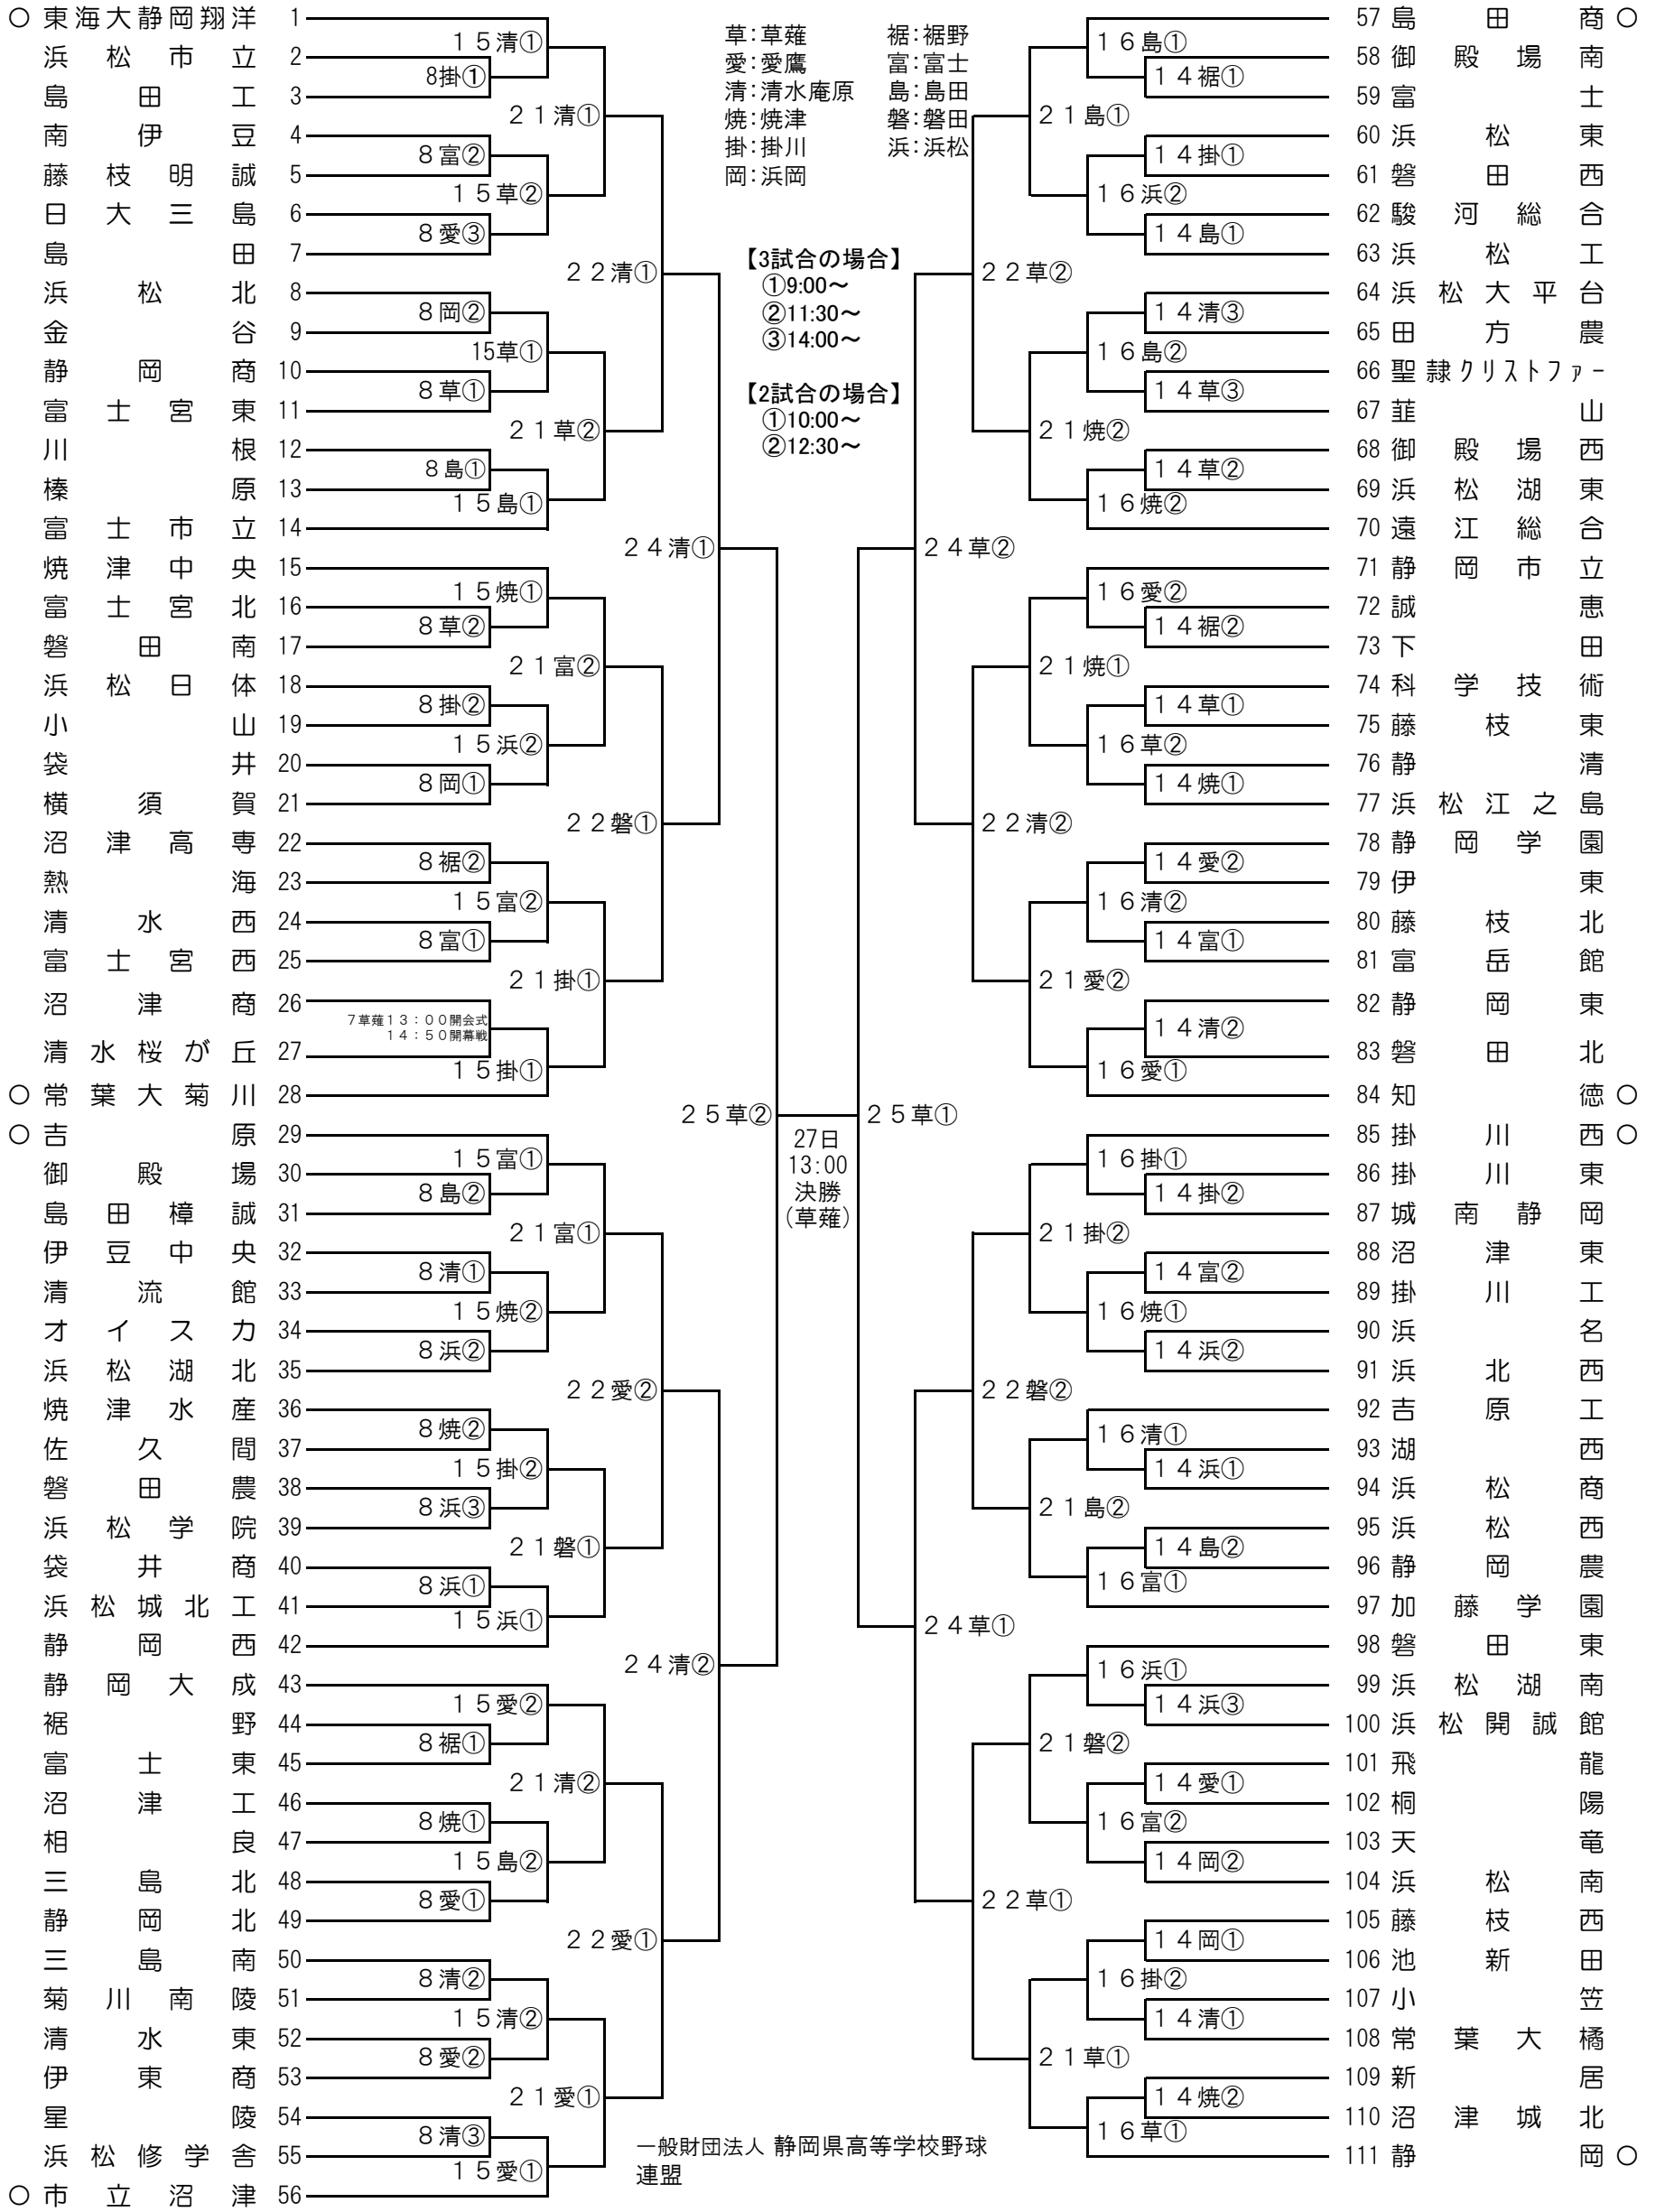 ○ 東海大静岡翔洋 1
浜松市立 2
島田工 3
南伊豆 4
藤枝明誠 5
日大三島 6
島田 7
浜松北 8
金谷 9
静岡商 10
富士宮東 11
川根 12
榛原 13
富士市立 14
焼津中央 15
富士宮北 16
磐田南 17
浜松日体 18
小山 19
袋井 20
横須賀 21
沼津高専 22
熱海 23
清水西 24
富士宮西 25
沼津商 26
清水桜が丘 27
○ 常葉大菊川 28
○ 吉原 29
御殿場 30
島田樟誠 31
伊豆中央 32
清流館 33
オイスカ 34
浜松湖北 35
焼津水産 36
佐久間 37
磐田農 38
浜松学院 39
袋井商 40
浜松城北工 41
静岡西 42
静岡大成 43
裾野 44
富士東 45
沼津工 46
相良 47
三島北 48
静岡北 49
三島南 50
菊川南陵 51
清水東 52
伊東商 53
星陵 54
浜松修学舎 55
○ 市立沼津 56
8掛①
8富②
8愛③
8岡②
8草①
8島①
8草②
8掛②
8岡①
8裾②
8富①
7草薙13:00開会式
14:50開幕戦
8島②
8清①
8浜②
8焼②
8浜③
8浜①
8裾①
8焼①
8愛①
8清②
8愛②
8清③
15清①
15草②
15草①
15島①
15焼①
15浜②
15富②
15掛①
15富①
15焼②
15掛②
15浜①
15愛②
15島②
15清②
15愛①
21清①
21草②
21富②
21掛①
21富①
21磐①
21清②
21愛①
22清①
22磐①
22愛②
22愛①
24清①
24清②
25草②
草:草薙 裾:裾野
愛:愛鷹 富:富士
清:清水庵原 島:島田
焼:焼津 磐:磐田
掛:掛川 浜:浜松
岡:浜岡
【3試合の場合】
①9:00～
②11:30～
③14:00～
【2試合の場合】
①10:00～
②12:30～
27日
13:00
決勝
(草薙)
25草①
24草②
24草①
22草②
22清②
22磐②
22草①
21島①
21焼②
21焼①
21愛②
21掛②
21島②
21磐②
21草①
16島①
16浜②
16島②
16焼②
16愛②
16草②
16清②
16愛①
16掛①
16焼①
16清①
16富①
16浜①
16富②
16掛②
16草①
14裾①
14掛①
14島①
14清③
14草③
14草②
14裾②
14草①
14焼①
14愛②
14富①
14清②
14掛②
14富②
14浜②
14浜①
14島②
14浜③
14愛①
14岡②
14岡①
14清①
14焼②
57 島田商 ○
58 御殿場南
59 富士
60 浜松東
61 磐田西
62 駿河総合
63 浜松工
64 浜松大平台
65 田方農
66 聖隷クリストファー
67 韮山
68 御殿場西
69 浜松湖東
70 遠江総合
71 静岡市立
72 誠恵
73 下田
74 科学技術
75 藤枝東
76 静清
77 浜松江之島
78 静岡学園
79 伊東
80 藤枝北
81 富岳館
82 静岡東
83 磐田北
84 知徳 ○
85 掛川西 ○
86 掛川東
87 城南静岡
88 沼津東
89 掛川工
90 浜名
91 浜北西
92 吉原工
93 湖西
94 浜松商
95 浜松西
96 静岡農
97 加藤学園
98 磐田東
99 浜松湖南
100 浜松開誠館
101 飛龍
102 桐陽
103 天竜
104 浜松南
105 藤枝西
106 池新田
107 小笠
108 常葉大橘
109 新居
110 沼津城北
111 静岡 ○
一般財団法人 静岡県高等学校野球
連盟